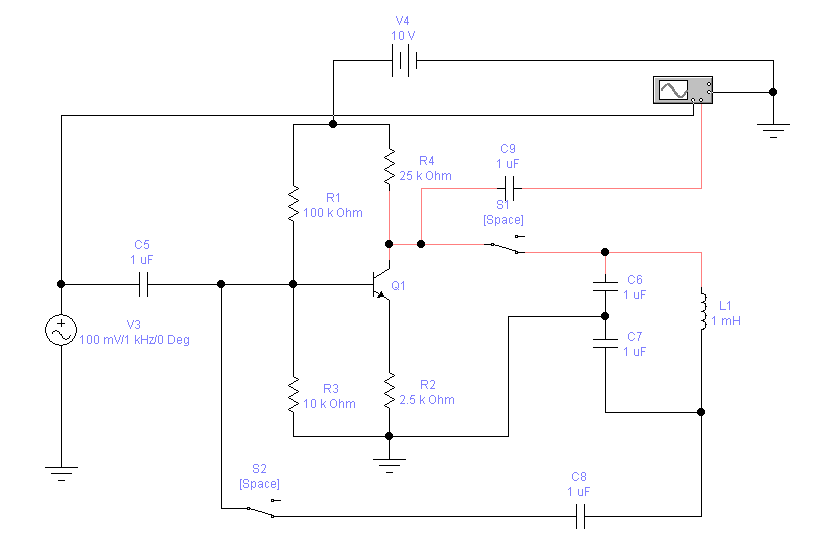 V4
10 V
C9
1 uF
R4
25 k Ohm
R1
100 k Ohm
S1
[Space]
C5
1 uF
Q1
C6
1 uF
L1
1 mH
V3
100 mV/1 kHz/0 Deg
C7
1 uF
R3
10 k Ohm
R2
2.5 k Ohm
S2
[Space]
C8
1 uF